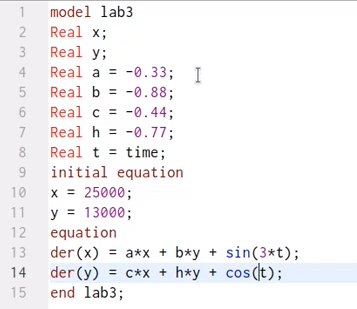 1 model lab3
2 Real x;
3 Real y;
4 Real a = -0.33;
5 Real b = -0.88;
6 Real c = -0.44;
7 Real h = -0.77;
8 Real t = time;
9 initial equation
10 x = 25000;
11 y = 13000;
12 equation
13 der(x) = a*x + b*y + sin(3*t);
14 der(y) = c*x + h*y + cos(t);
15 end lab3;